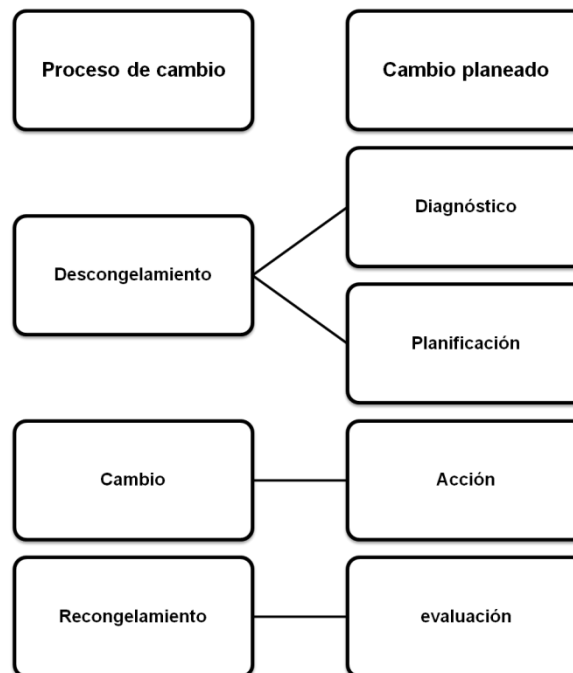 Proceso de cambio
Cambio planeado
Descongelamiento
Diagnóstico
Planificación
Cambio
Acción
Recongelamiento
evaluación